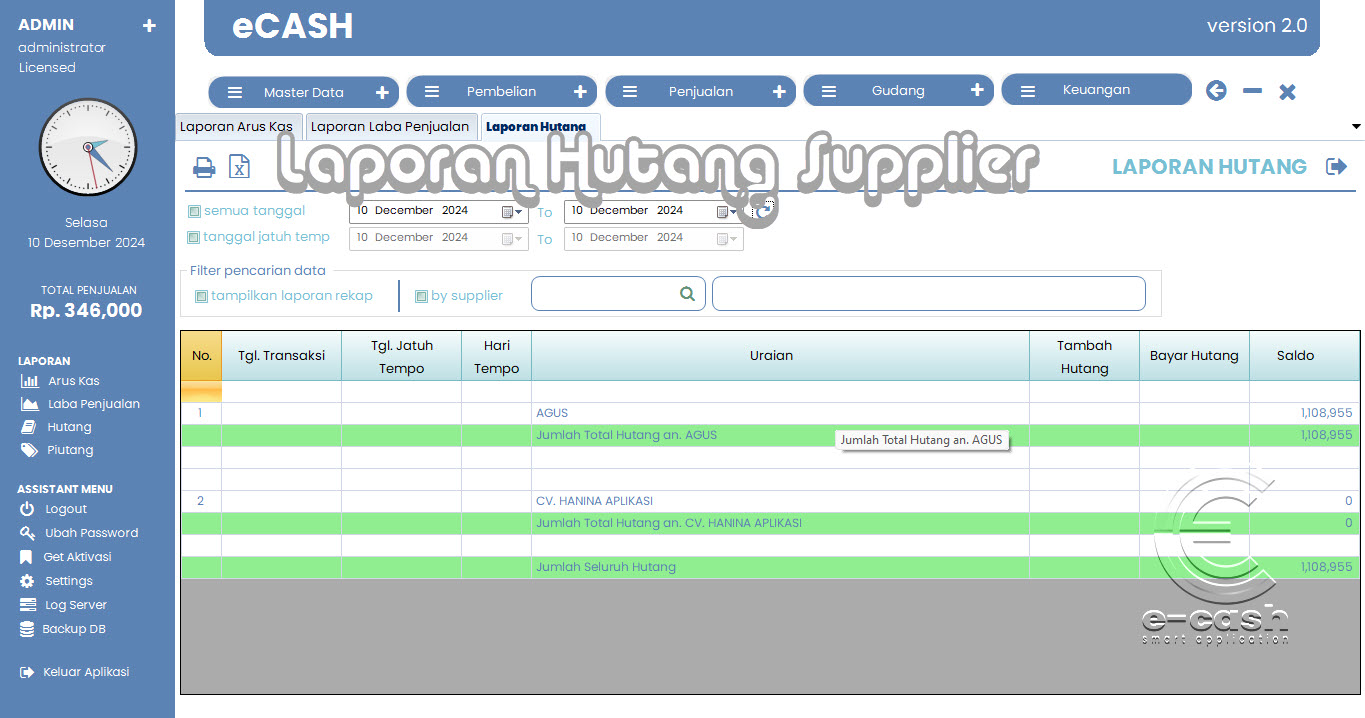 ADMIN
administrator
Licensed
Selasa
10 Desember 2024
TOTAL PENJUALAN
Rp. 346,000
LAPORAN
Arus Kas
Laba Penjualan
Hutang
Piutang
ASSISTANT MENU
Logout
Ubah Password
Get Aktivasi
Settings
Log Server
Backup DB
Keluar Aplikasi
eCASH
version 2.0
Master Data
Pembelian
Penjualan
Gudang
Keuangan
Laporan Arus Kas
Laporan Laba Penjualan
Laporan Hutang
Laporan Hutang Supplier
LAPORAN HUTANG
semua tanggal 10 December 2024 To 10 December 2024
tanggal jatuh temp 10 December 2024 To 10 December 2024
Filter pencarian data
tampilkan laporan rekap
by supplier
No. Tgl. Transaksi Tgl. Jatuh Tempo Hari Tempo Uraian Tambah Hutang Bayar Hutang Saldo
1 AGUS 1,108,955
Jumlah Total Hutang an. AGUS 1,108,955
Jumlah Total Hutang an. AGUS
2 CV. HANINA APLIKASI 0
Jumlah Total Hutang an. CV. HANINA APLIKASI 0
Jumlah Seluruh Hutang 1,108,955
e-cash
smart application